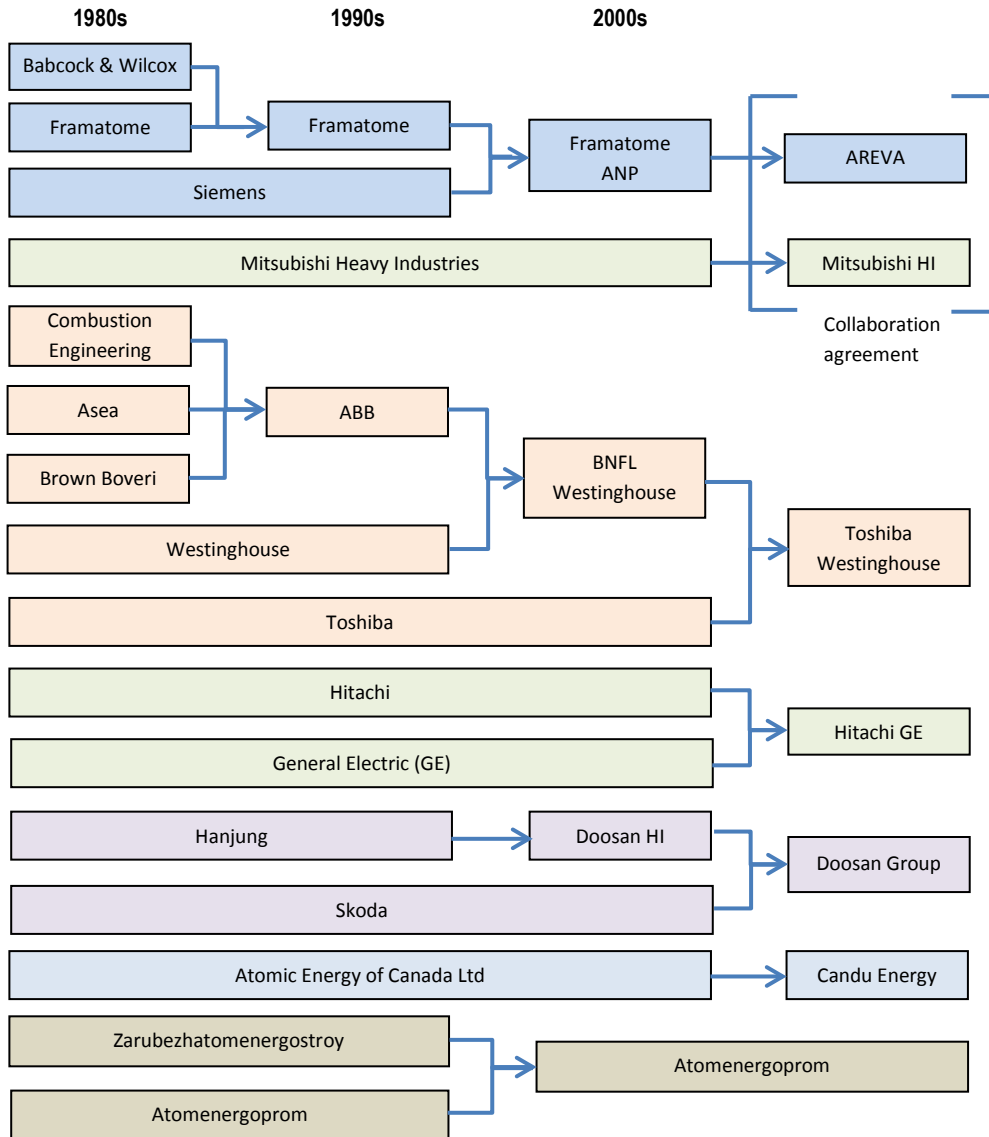 1980s
1990s
2000s
Babcock & Wilcox
Framatome
Framatome
Framatome
ANP
AREVA
Siemens
Mitsubishi Heavy Industries
Mitsubishi HI
Combustion
Engineering
Collaboration
agreement
Asea
ABB
Brown Boveri
BNFL
Westinghouse
Westinghouse
Toshiba
Westinghouse
Toshiba
Hitachi
Hitachi GE
General Electric (GE)
Hanjung
Doosan HI
Doosan Group
Skoda
Atomic Energy of Canada Ltd
Candu Energy
Zarubezhatomenergostroy
Atomenergoprom
Atomenergoprom